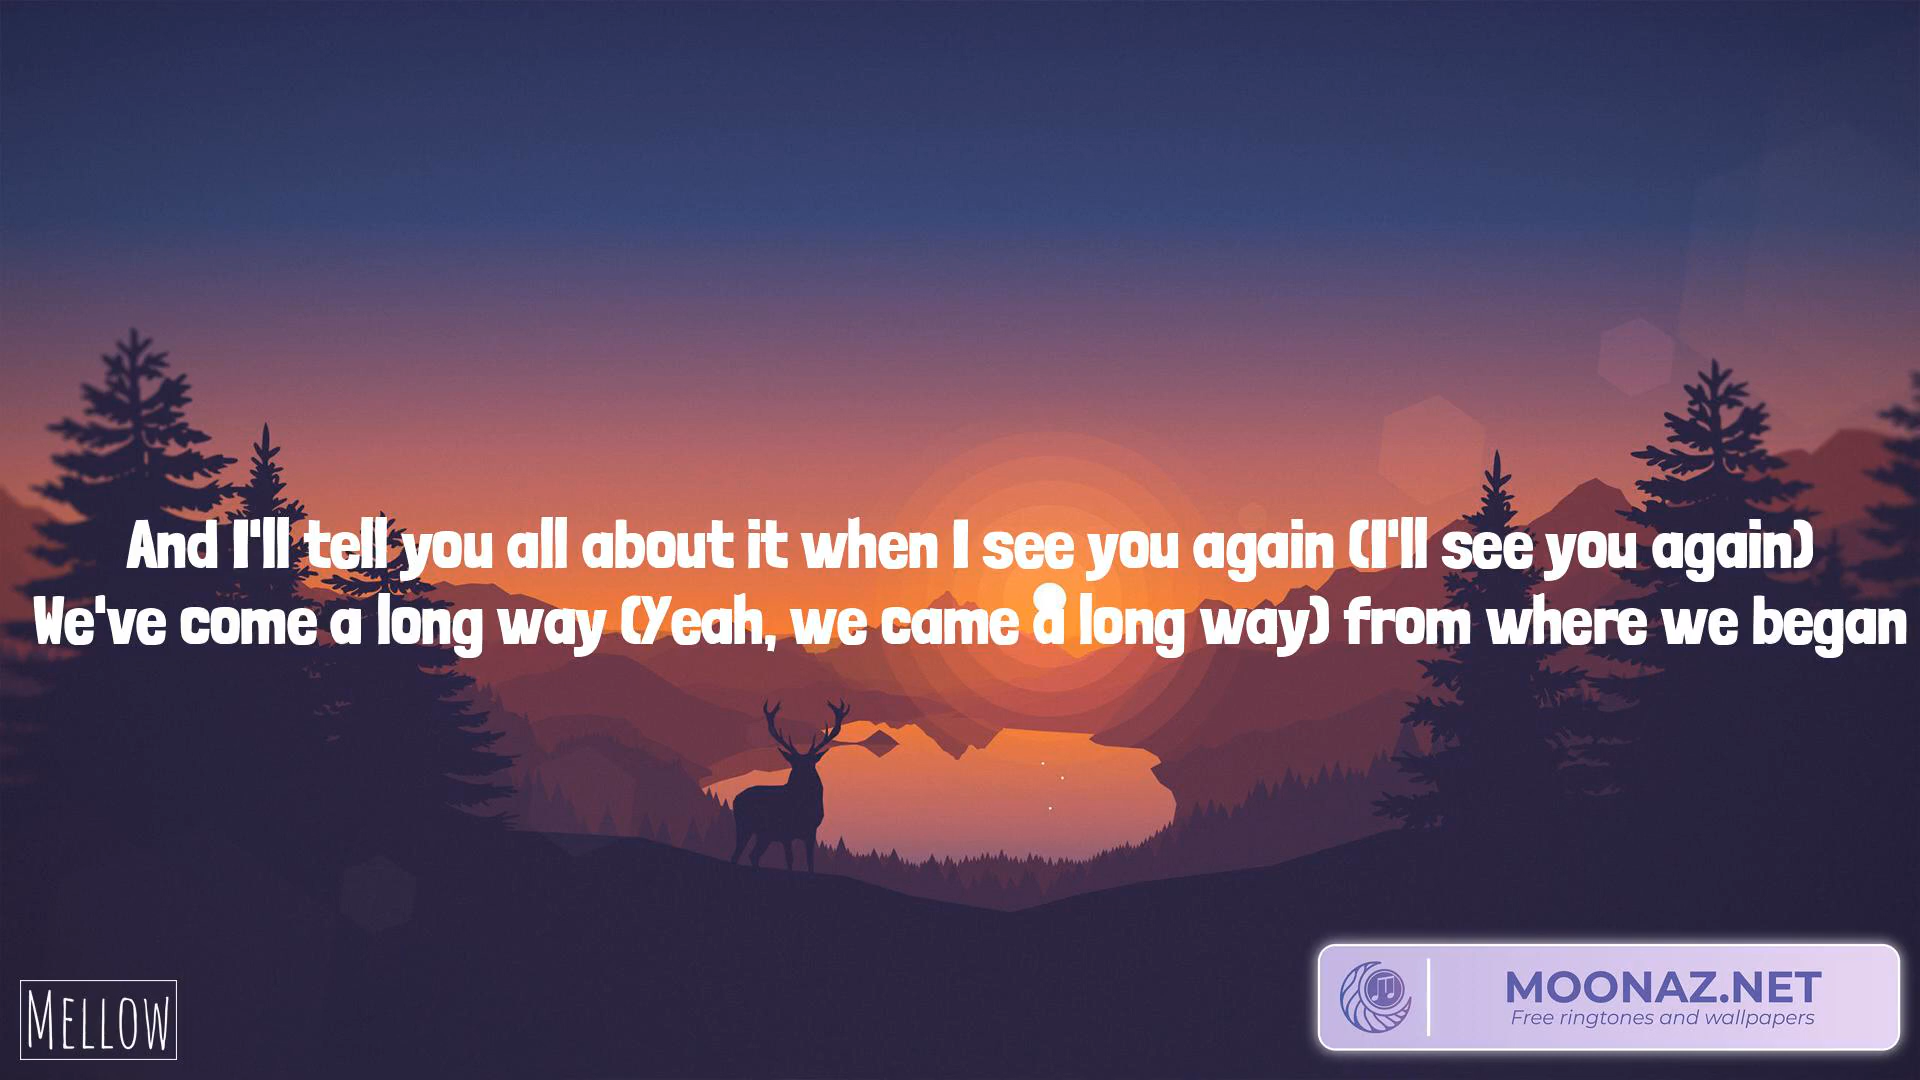 And I'll tell you all about it when I see you again (I'll see you again)
We've come a long way (Yeah, we came a long way) from where we began
MELLOW
MOONAZ.NET
Free ringtones and wallpapers